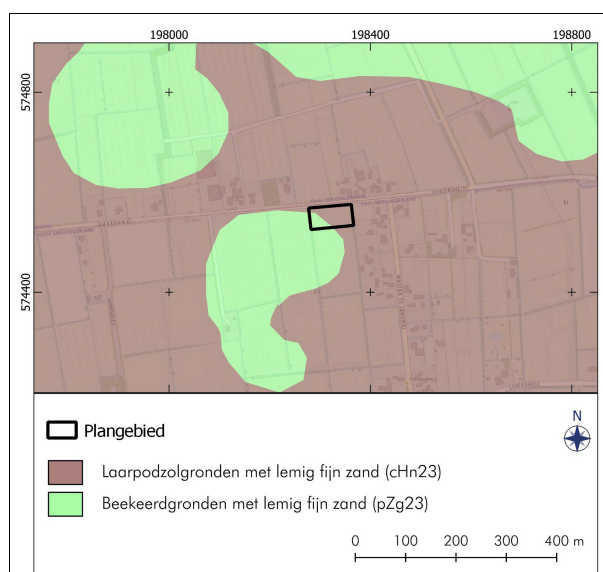 198000 198400 198800
574800
574400
Plangebied
N
Laarpodzolgronden met lemig fijn zand (cHn23)
Beekeerdgronden met lemig fijn zand (pZg23)
0 100 200 300 400 m